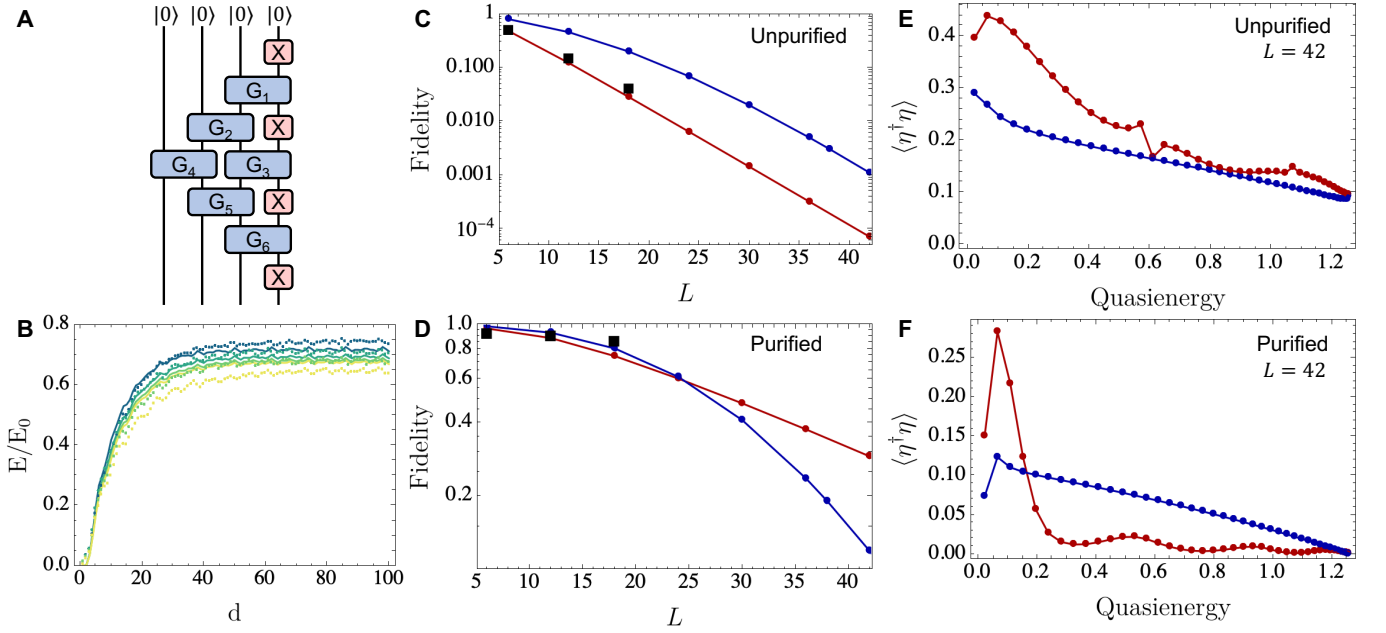 A
|0⟩ |0⟩ |0⟩ |0⟩
X
G₁
G₂ X
G₄ G₃
G₅ X
G₆
X
B
E/E₀
0.8
0.6
0.4
0.2
0.0
0 20 40 60 80 100
d
C
Unpurified
Fidelity
1
0.100
0.010
0.001
10⁻⁴
5 10 15 20 25 30 35 40
L
D
Purified
Fidelity
1.0
0.8
0.6
0.4
0.2
5 10 15 20 25 30 35 40
L
E
Unpurified
L = 42
⟨η†η⟩
0.4
0.3
0.2
0.1
0.0
0.0 0.2 0.4 0.6 0.8 1.0 1.2
Quasienergy
F
Purified
L = 42
⟨η†η⟩
0.25
0.20
0.15
0.10
0.05
0.00
0.0 0.2 0.4 0.6 0.8 1.0 1.2
Quasienergy